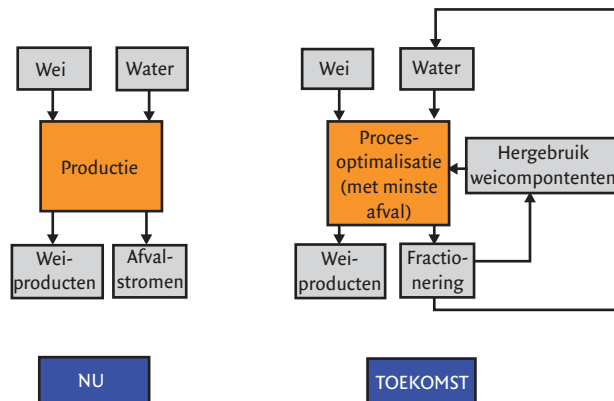 Wei
Water
Productie
Wei-
producten
Afval-
stromen
NU
Wei
Water
Proces-
optimalisatie
(met minste
afval)
Hergebruik
weicompontenten
Wei-
producten
Fractio-
nering
TOEKOMST